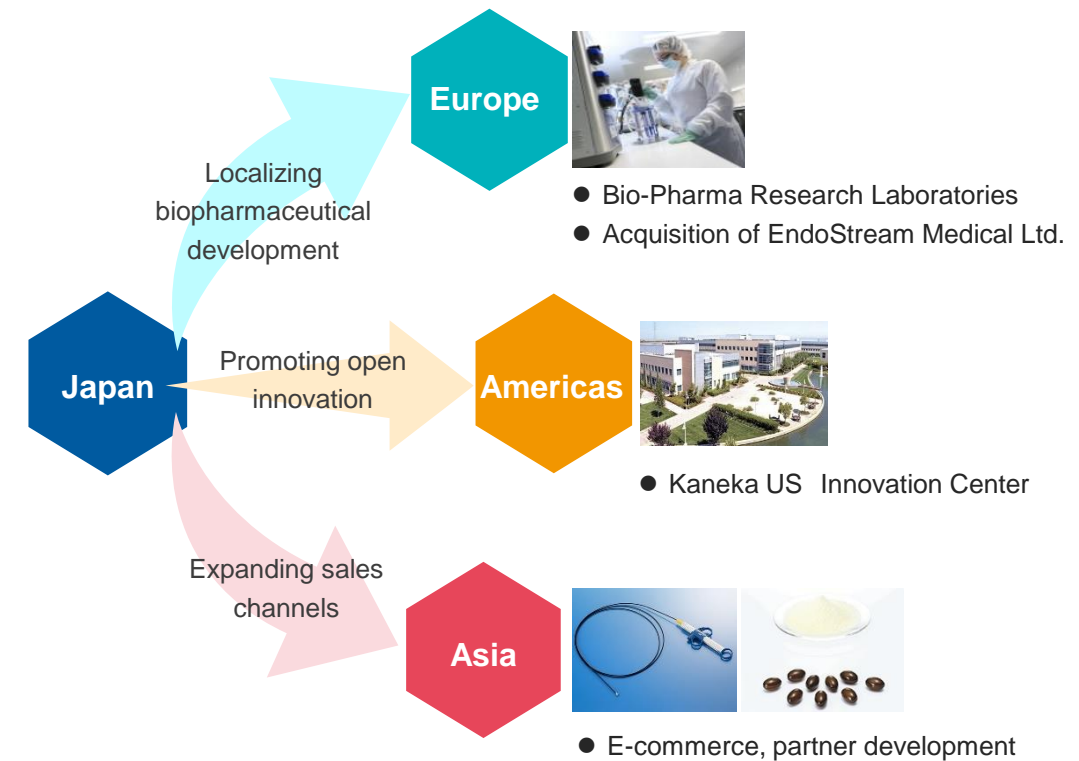 Europe
Localizing
biopharmaceutical
development
● Bio-Pharma Research Laboratories
● Acquisition of EndoStream Medical Ltd.
Japan
Promoting open
innovation
Americas
● Kaneka US Innovation Center
Expanding sales
channels
Asia
● E-commerce, partner development